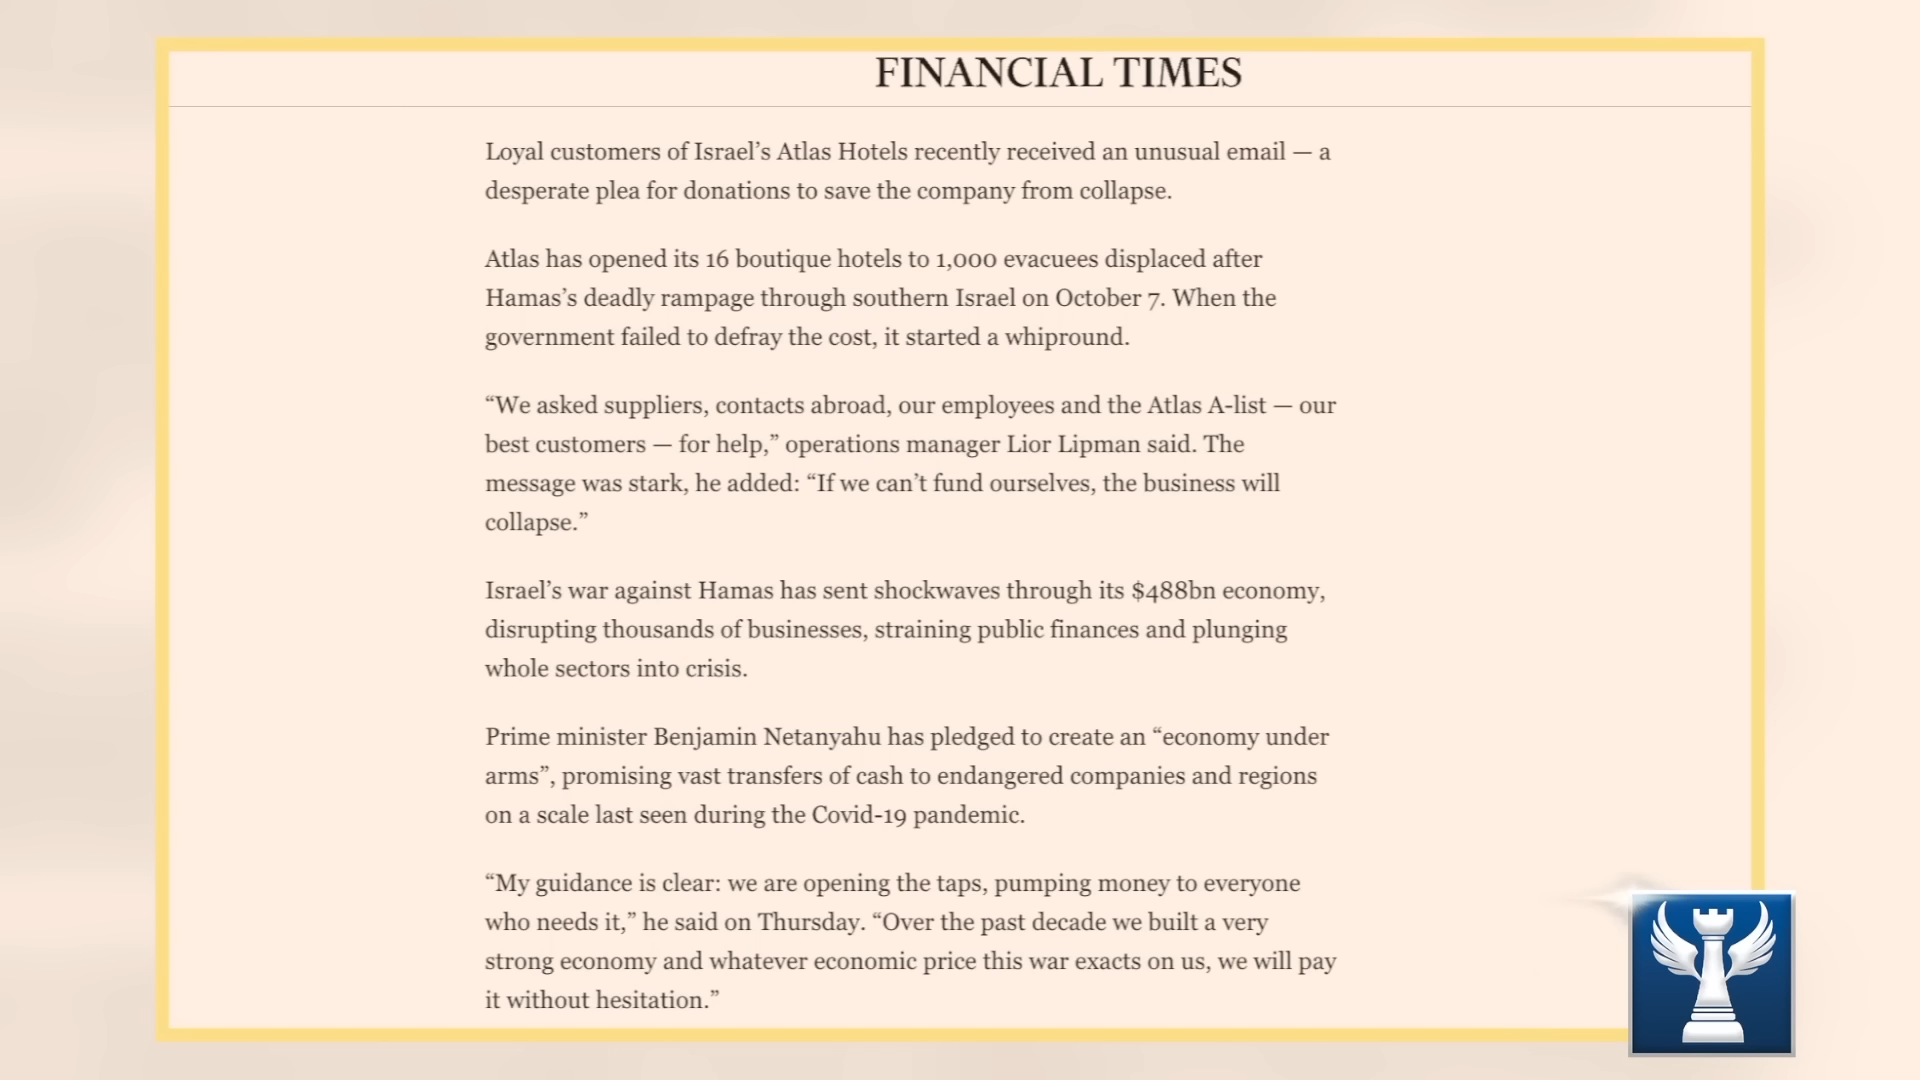 FINANCIAL TIMES
Loyal customers of Israel’s Atlas Hotels recently received an unusual email — a
desperate plea for donations to save the company from collapse.
Atlas has opened its 16 boutique hotels to 1,000 evacuees displaced after
Hamas’s deadly rampage through southern Israel on October 7. When the
government failed to defray the cost, it started a whipround.
“We asked suppliers, contacts abroad, our employees and the Atlas A-list — our
best customers — for help,” operations manager Lior Lipman said. The
message was stark, he added: “If we can’t fund ourselves, the business will
collapse.”
Israel’s war against Hamas has sent shockwaves through its $488bn economy,
disrupting thousands of businesses, straining public finances and plunging
whole sectors into crisis.
Prime minister Benjamin Netanyahu has pledged to create an “economy under
arms”, promising vast transfers of cash to endangered companies and regions
on a scale last seen during the Covid-19 pandemic.
“My guidance is clear: we are opening the taps, pumping money to everyone
who needs it,” he said on Thursday. “Over the past decade we built a very
strong economy and whatever economic price this war exacts on us, we will pay
it without hesitation.”